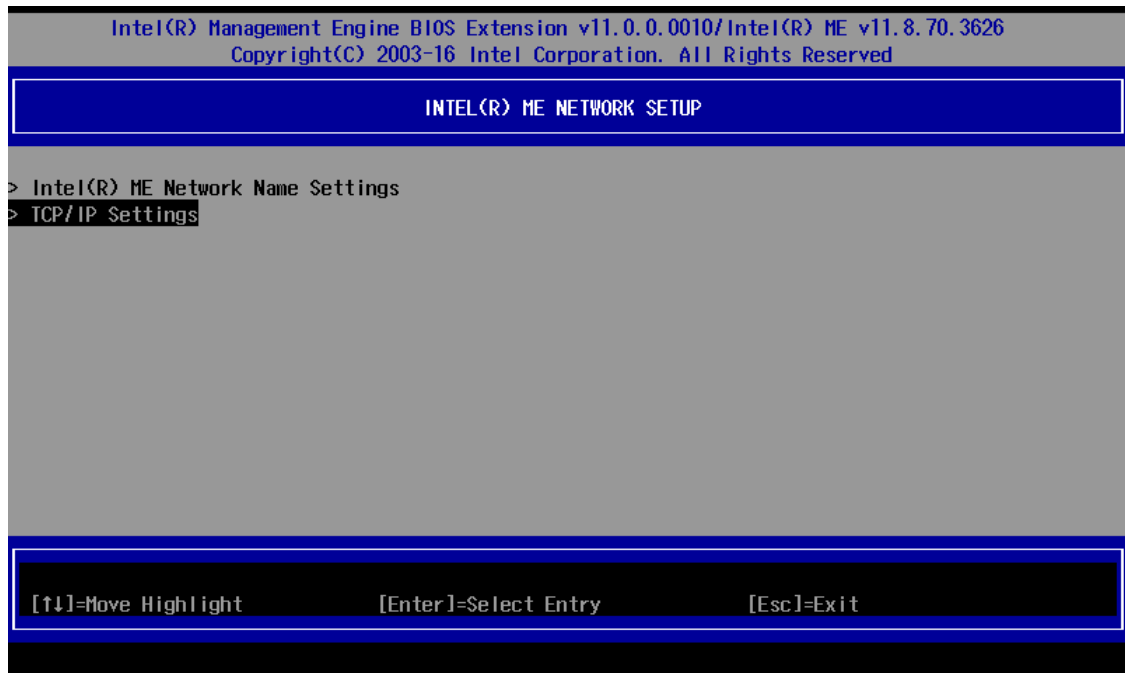 Intel(R) Management Engine BIOS Extension v11.0.0.0010/Intel(R) ME v11.8.70.3626
Copyright(C) 2003-16 Intel Corporation. All Rights Reserved
INTEL(R) ME NETWORK SETUP
> Intel(R) ME Network Name Settings
> TCP/IP Settings
[↑↓]=Move Highlight [Enter]=Select Entry [Esc]=Exit